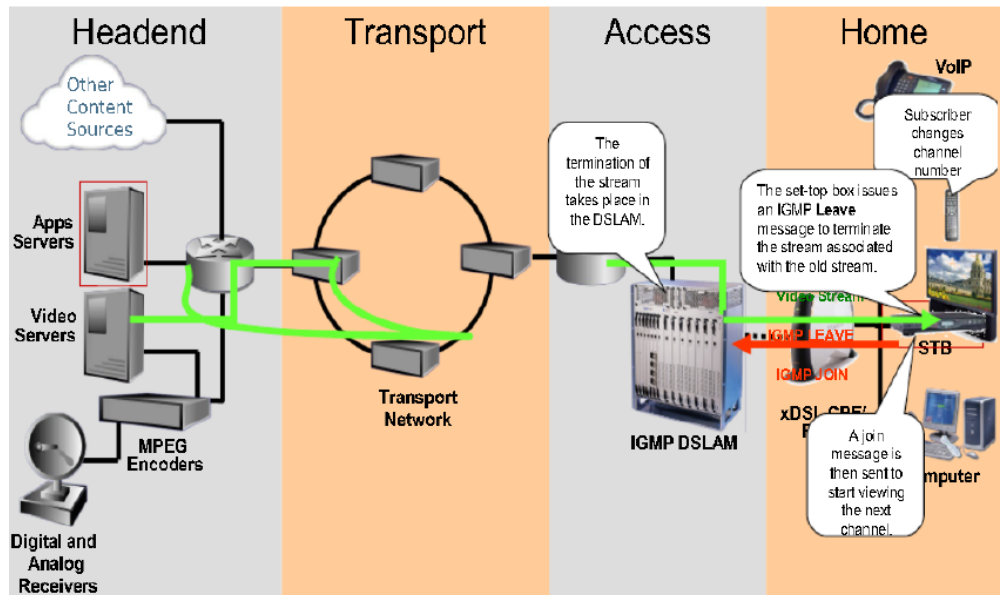 Headend
Transport
Access
Home
Other
Content
Sources
Apps
Servers
Video
Servers
MPEG
Encoders
Digital and
Analog
Receivers
Transport
Network
The
termination of
the stream
takes place in
the DSLAM.
IGMP DSLAM
VoIP
Subscriber
changes
channel
number
The set-top box issues
an IGMP Leave
message to terminate
the stream associated
with the old stream.
Video Stream
IGMP LEAVE
STB
IGMP JOIN
xDSL CPE/
A join
message is
then sent to
start viewing
the next
channel.
mputer